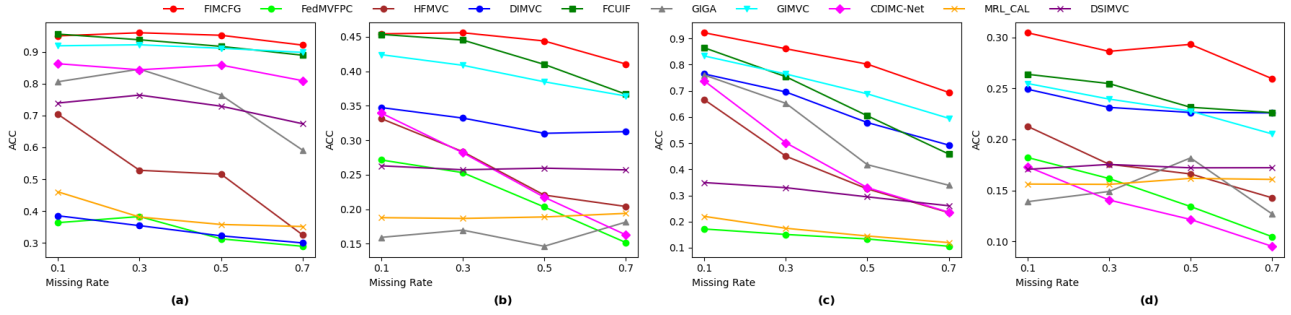 FIMCFG FedMVFPC HFMVC DIMVC FCUIF GIGA GIMVC CDIMC-Net MRL_CAL DSIMVC
ACC
0.9
0.8
0.7
0.6
0.5
0.4
0.3
0.1 0.3 0.5 0.7
Missing Rate
(a)
ACC
0.45
0.40
0.35
0.30
0.25
0.20
0.15
0.1 0.3 0.5 0.7
Missing Rate
(b)
ACC
0.9
0.8
0.7
0.6
0.5
0.4
0.3
0.2
0.1
0.1 0.3 0.5 0.7
Missing Rate
(c)
ACC
0.30
0.25
0.20
0.15
0.10
0.1 0.3 0.5 0.7
Missing Rate
(d)